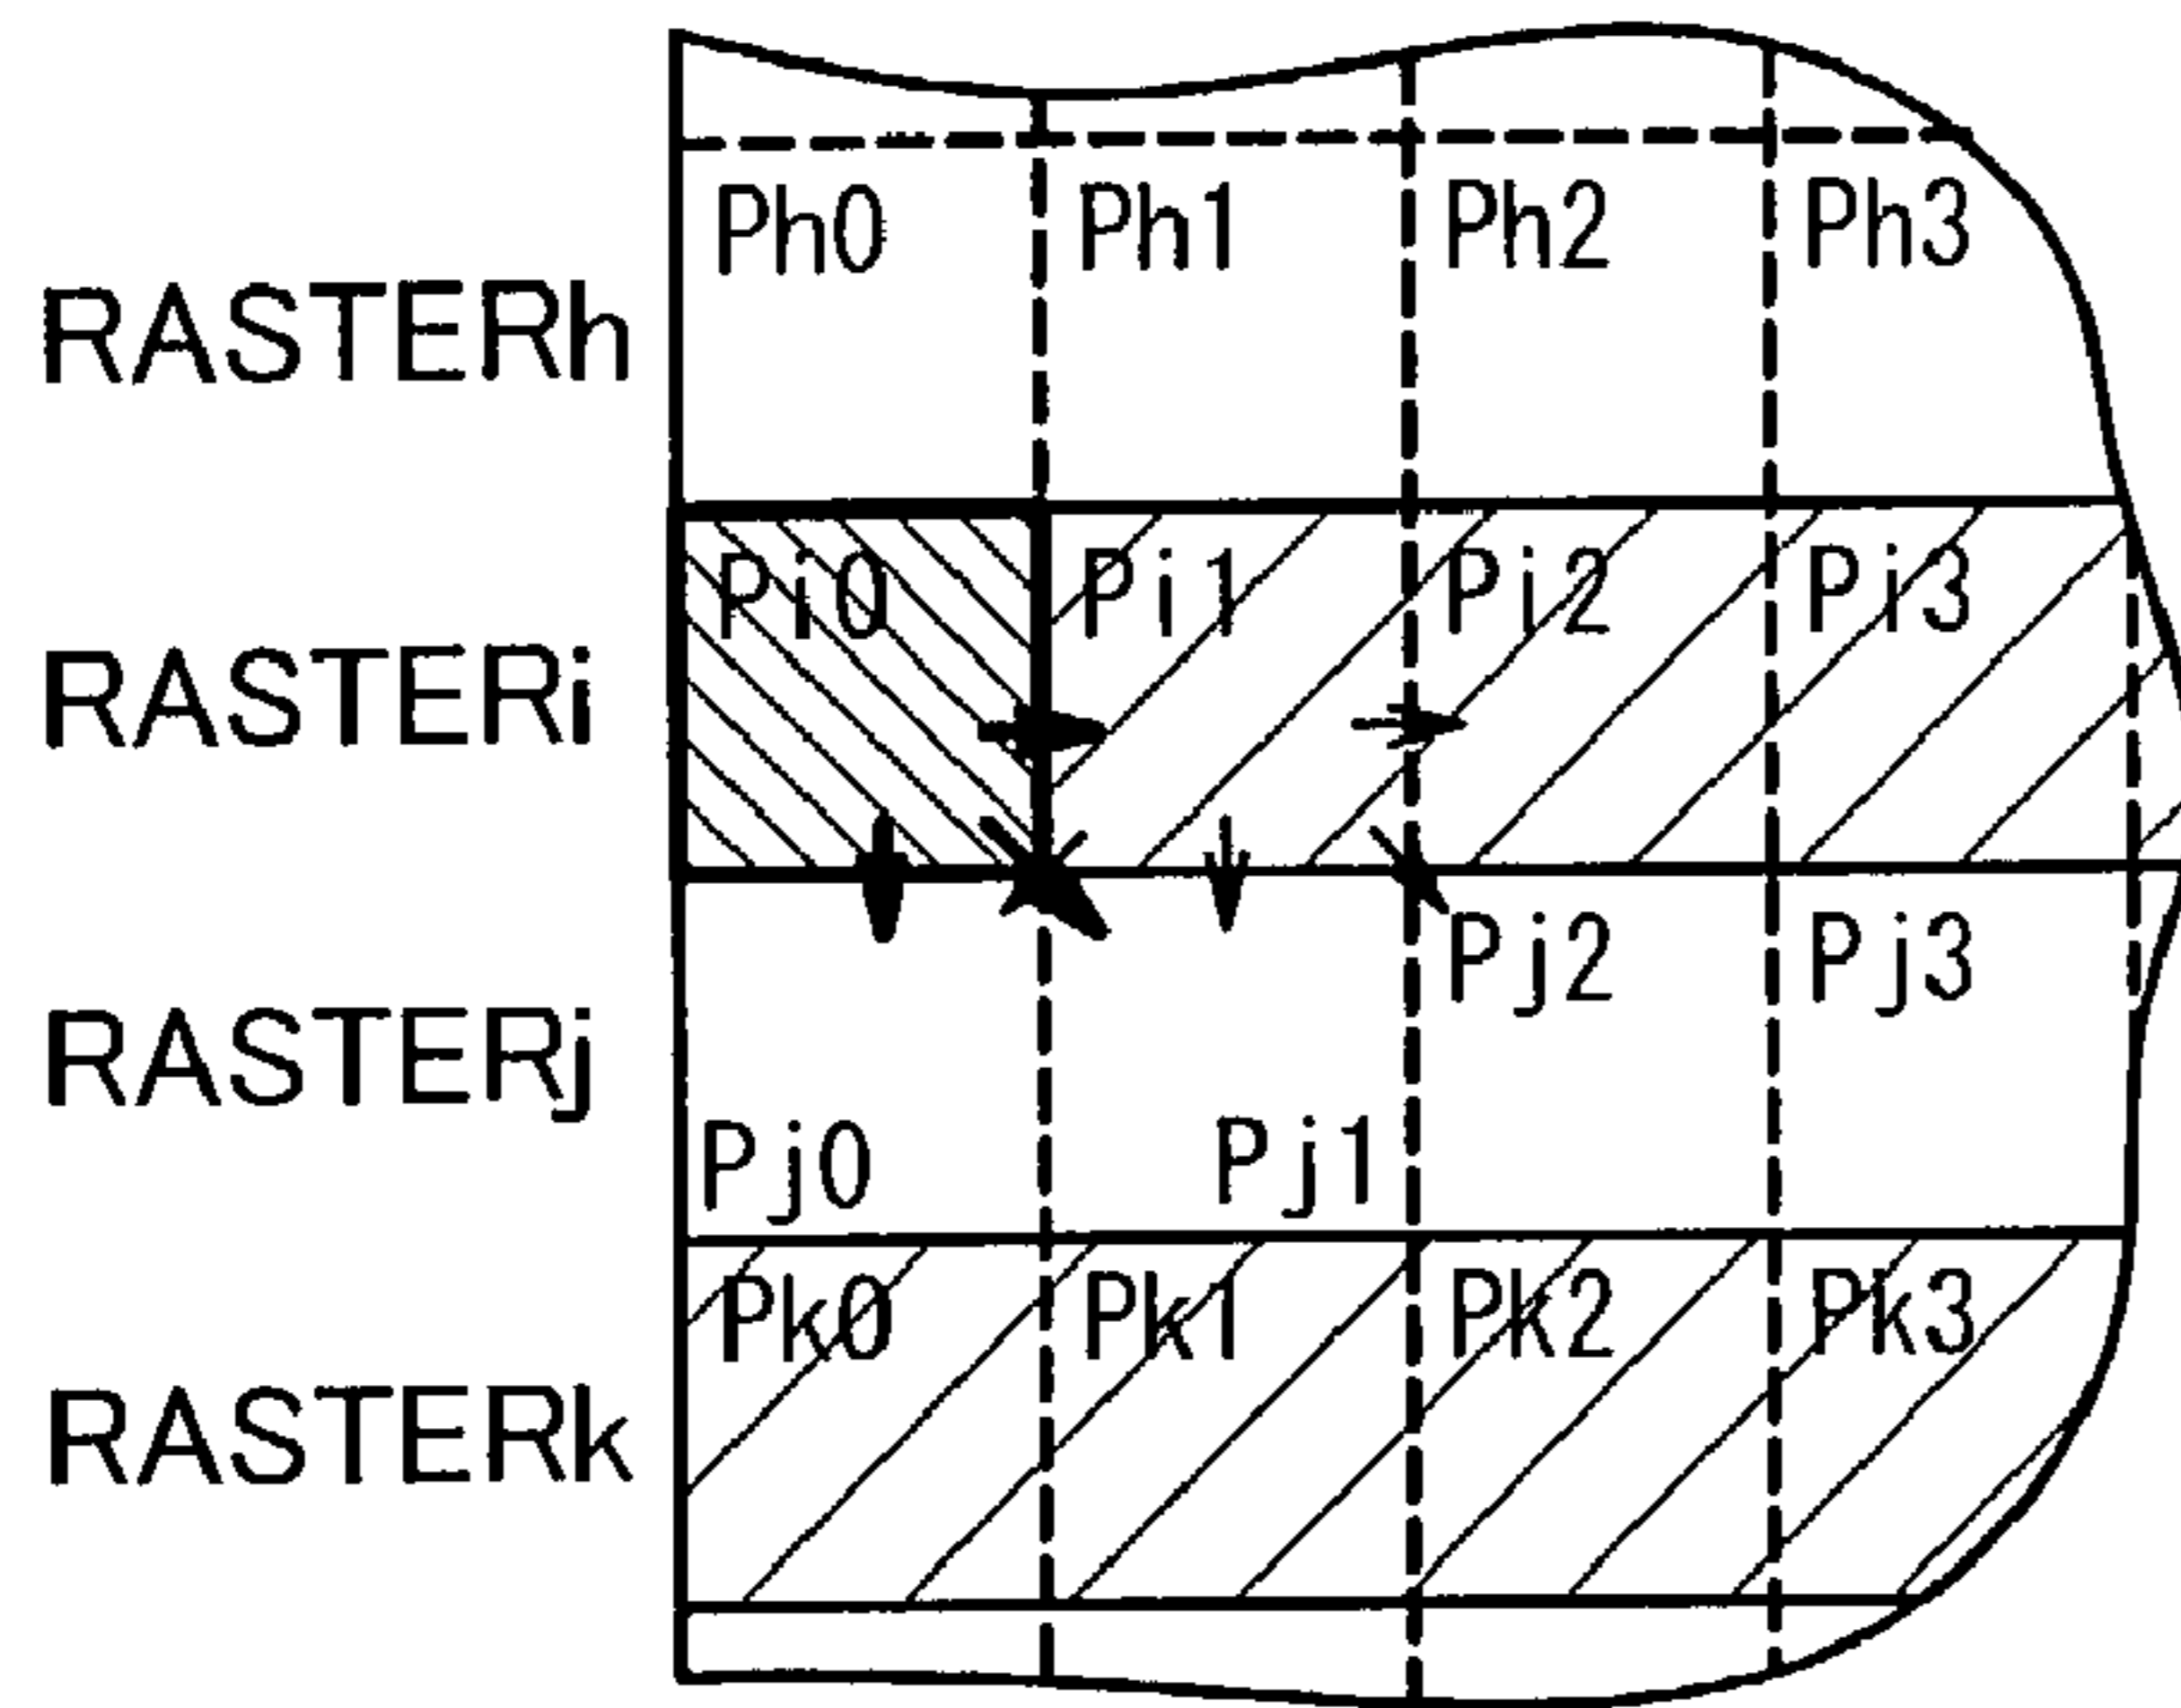 Ph0 Ph1 Ph2 Ph3
RASTERh
Pi0 Pi1 Pi2 Pi3
RASTERi
Pj2 Pj3
RASTERj
Pj0 Pj1
Pk0 Pk1 Pk2 Pk3
RASTERk